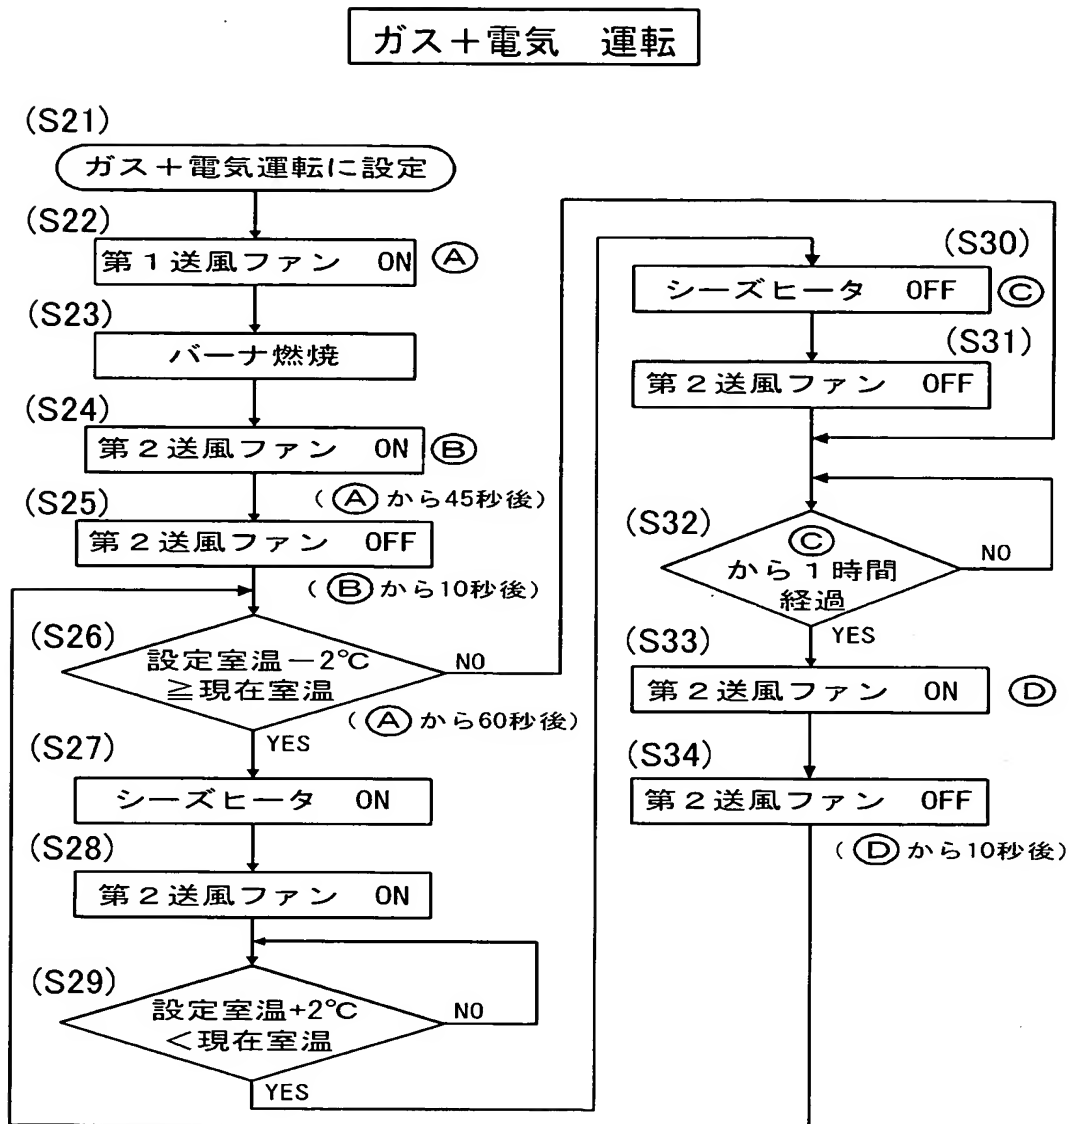 ガス＋電気　運転
(S21)
ガス＋電気運転に設定
(S22)
第１送風ファン　ON Ⓐ
(S23)
バーナ燃焼
(S24)
第２送風ファン　ON Ⓑ
(Ⓐから45秒後)
(S25)
第２送風ファン　OFF
(Ⓑから10秒後)
(S26)
設定室温－2℃
≧現在室温
NO
(Ⓐから60秒後)
YES
(S27)
シーズヒータ　ON
(S28)
第２送風ファン　ON
(S29)
設定室温+2℃
＜現在室温
NO
YES
(S30)
シーズヒータ　OFF Ⓒ
(S31)
第２送風ファン　OFF
(S32)
Ⓒ
から１時間
経過
NO
YES
(S33)
第２送風ファン　ON Ⓓ
(S34)
第２送風ファン　OFF
(Ⓓから10秒後)